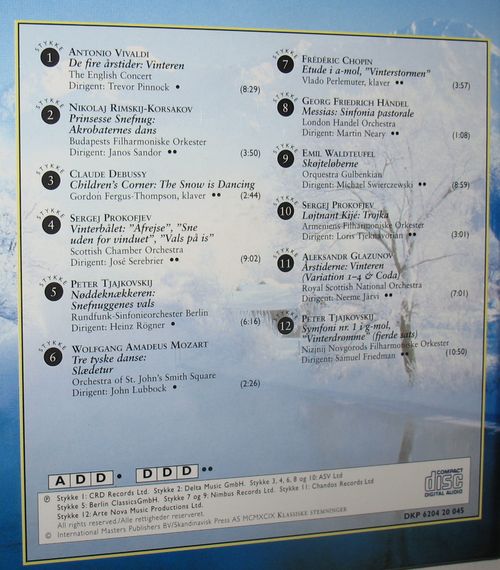 STYKKE
1
ANTONIO VIVALDI
De fire årstider: Vinteren
The English Concert
Dirigent: Trevor Pinnock • (8:29)
STYKKE
2
NIKOLAJ RIMSKIJ-KORSAKOV
Prinsesse Snefnug:
Akrobaternes dans
Budapests Filharmoniske Orkester
Dirigent: Janos Sandor •• (3:50)
STYKKE
3
CLAUDE DEBUSSY
Children's Corner: The Snow is Dancing
Gordon Fergus-Thompson, klaver •• (2:44)
STYKKE
4
SERGEJ PROKOFJEV
Vinterbålet: "Afrejse", "Sne
uden for vinduet", "Vals på is"
Scottish Chamber Orchestra
Dirigent: José Serebrier •• (9:02)
STYKKE
5
PETER TJAJKOVSKIJ
Nøddeknækkeren:
Snefnuggenes vals
Rundfunk-Sinfonieorchester Berlin
Dirigent: Heinz Rögner • (6:16)
STYKKE
6
WOLFGANG AMADEUS MOZART
Tre tyske danse:
Slædetur
Orchestra of St. John's Smith Square
Dirigent: John Lubbock • (2:26)
STYKKE
7
FRÉDÉRIC CHOPIN
Etude i a-mol, "Vinterstormen"
Vlado Perlemuter, klaver •• (3:57)
STYKKE
8
GEORG FRIEDRICH HÄNDEL
Messias: Sinfonia pastorale
London Handel Orchestra
Dirigent: Martin Neary •• (1:08)
STYKKE
9
EMIL WALDTEUFEL
Skøjteløberne
Orquestra Gulbenkian
Dirigent: Michael Swierczewski •• (8:59)
STYKKE
10
SERGEJ PROKOFJEV
Løjtnant Kijé: Trojka
Armeniens Filharmoniske Orkester
Dirigent: Loris Tjeknavorian •• (3:01)
STYKKE
11
ALEKSANDR GLAZUNOV
Årstiderne: Vinteren
(Variation 1-4 & Coda)
Royal Scottish National Orchestra
Dirigent: Neeme Järvi •• (7:01)
STYKKE
12
PETER TJAJKOVSKIJ
Symfoni nr. 1 i g-mol,
"Vinterdrømme" (fjerde sats)
Nizjnij Novgorods Filharmoniske Orkester
Dirigent: Samuel Friedman •• (10:50)
ADD • DDD ••
℗ Stykke 1: CRD Records Ltd. Stykke 2: Delta Music GmbH. Stykke 3, 4, 6, 8 og 10: ASV Ltd
Stykke 5: Berlin ClassicsGmbH. Stykke 7 og 9: Nimbus Records Ltd. Stykke 11: Chandos Records Ltd
Stykke 12: Arte Nova Music Productions Ltd.
All rights reserved./Alle rettigheder reserveret.
© International Masters Publishers BV/Skandinavisk Press AS MCMXCIX KLASSISKE STEMNINGER
COMPACT
disc
DIGITAL AUDIO
DKP 6204 20 045